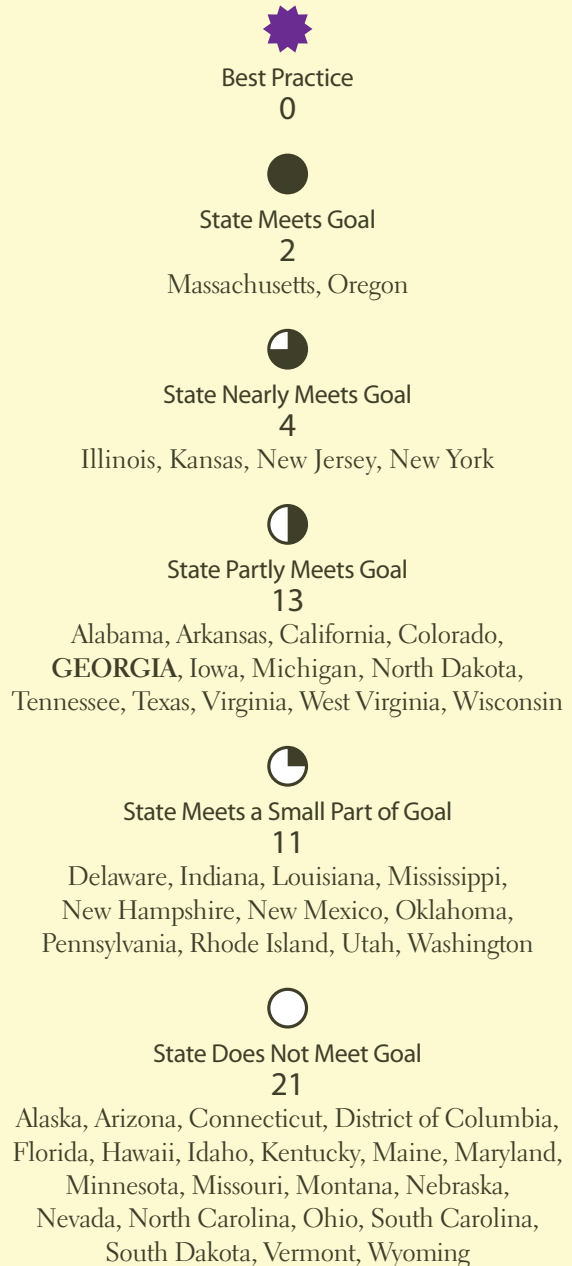 Best Practice
0
State Meets Goal
2
Massachusetts, Oregon
State Nearly Meets Goal
4
Illinois, Kansas, New Jersey, New York
State Partly Meets Goal
13
Alabama, Arkansas, California, Colorado,
GEORGIA, Iowa, Michigan, North Dakota,
Tennessee, Texas, Virginia, West Virginia, Wisconsin
State Meets a Small Part of Goal
11
Delaware, Indiana, Louisiana, Mississippi,
New Hampshire, New Mexico, Oklahoma,
Pennsylvania, Rhode Island, Utah, Washington
State Does Not Meet Goal
21
Alaska, Arizona, Connecticut, District of Columbia,
Florida, Hawaii, Idaho, Kentucky, Maine, Maryland,
Minnesota, Missouri, Montana, Nebraska,
Nevada, North Carolina, Ohio, South Carolina,
South Dakota, Vermont, Wyoming